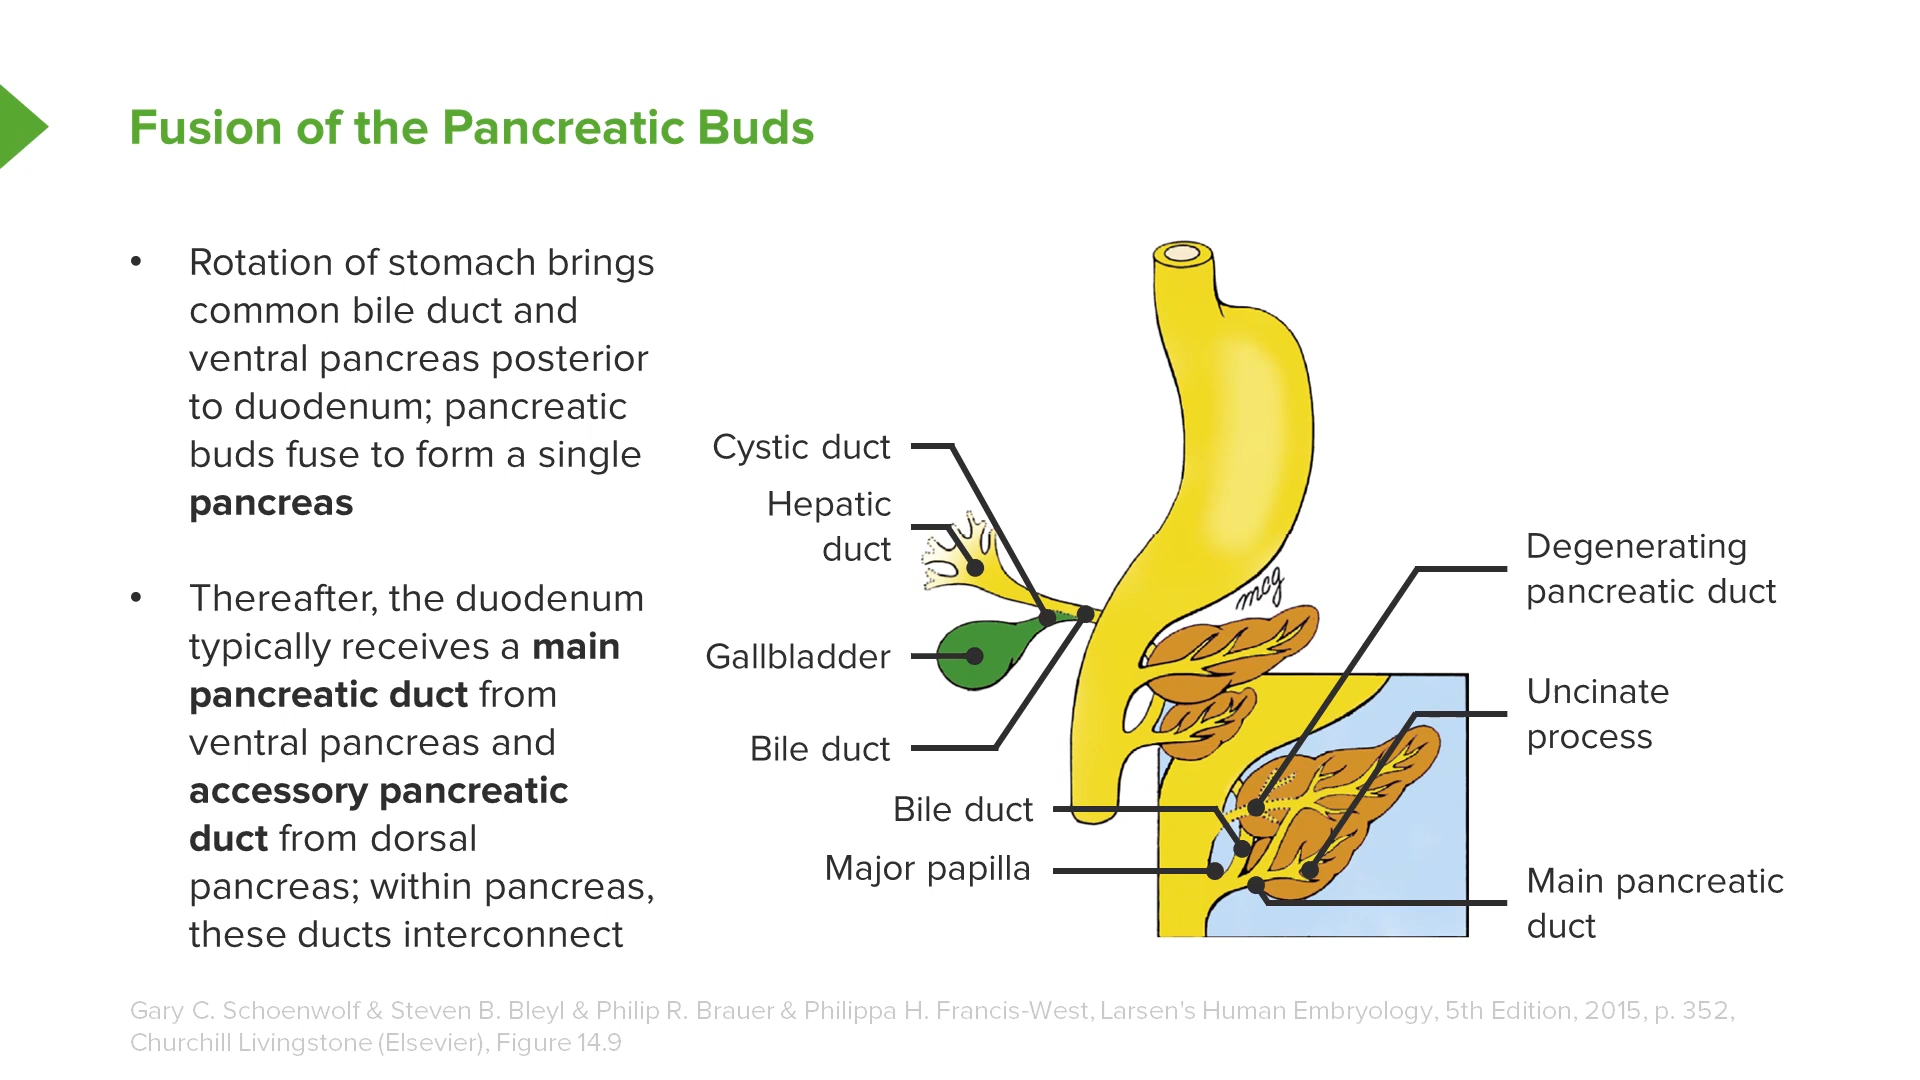 Fusion of the Pancreatic Buds
• Rotation of stomach brings
common bile duct and
ventral pancreas posterior
to duodenum; pancreatic
buds fuse to form a single
pancreas
• Thereafter, the duodenum
typically receives a main
pancreatic duct from
ventral pancreas and
accessory pancreatic
duct from dorsal
pancreas; within pancreas,
these ducts interconnect
Cystic duct
Hepatic
duct
Gallbladder
Bile duct
Bile duct
Major papilla
mcg
Degenerating
pancreatic duct
Uncinate
process
Main pancreatic
duct
Gary C. Schoenwolf & Steven B. Bleyl & Philip R. Brauer & Philippa H. Francis-West, Larsen's Human Embryology, 5th Edition, 2015, p. 352,
Churchill Livingstone (Elsevier), Figure 14.9